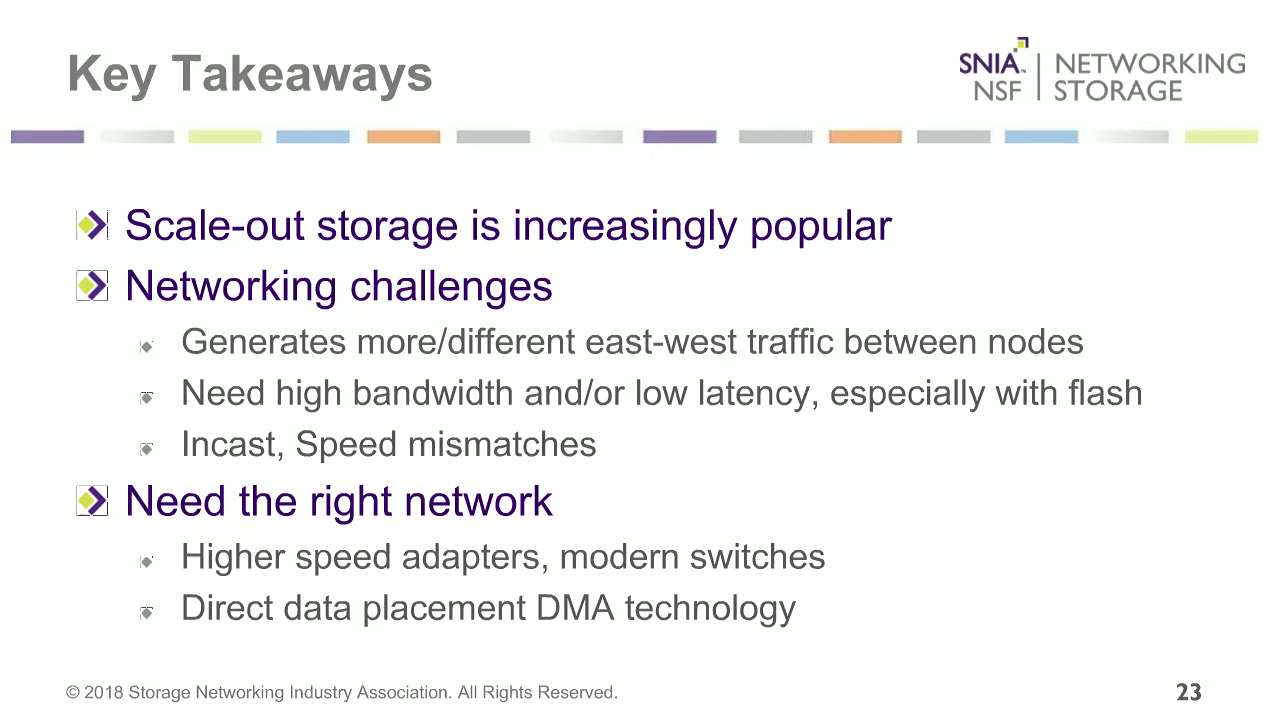 Key Takeaways
SNIA™ NSF | NETWORKING STORAGE
Scale-out storage is increasingly popular
Networking challenges
Generates more/different east-west traffic between nodes
Need high bandwidth and/or low latency, especially with flash
Incast, Speed mismatches
Need the right network
Higher speed adapters, modern switches
Direct data placement DMA technology
© 2018 Storage Networking Industry Association. All Rights Reserved.
23